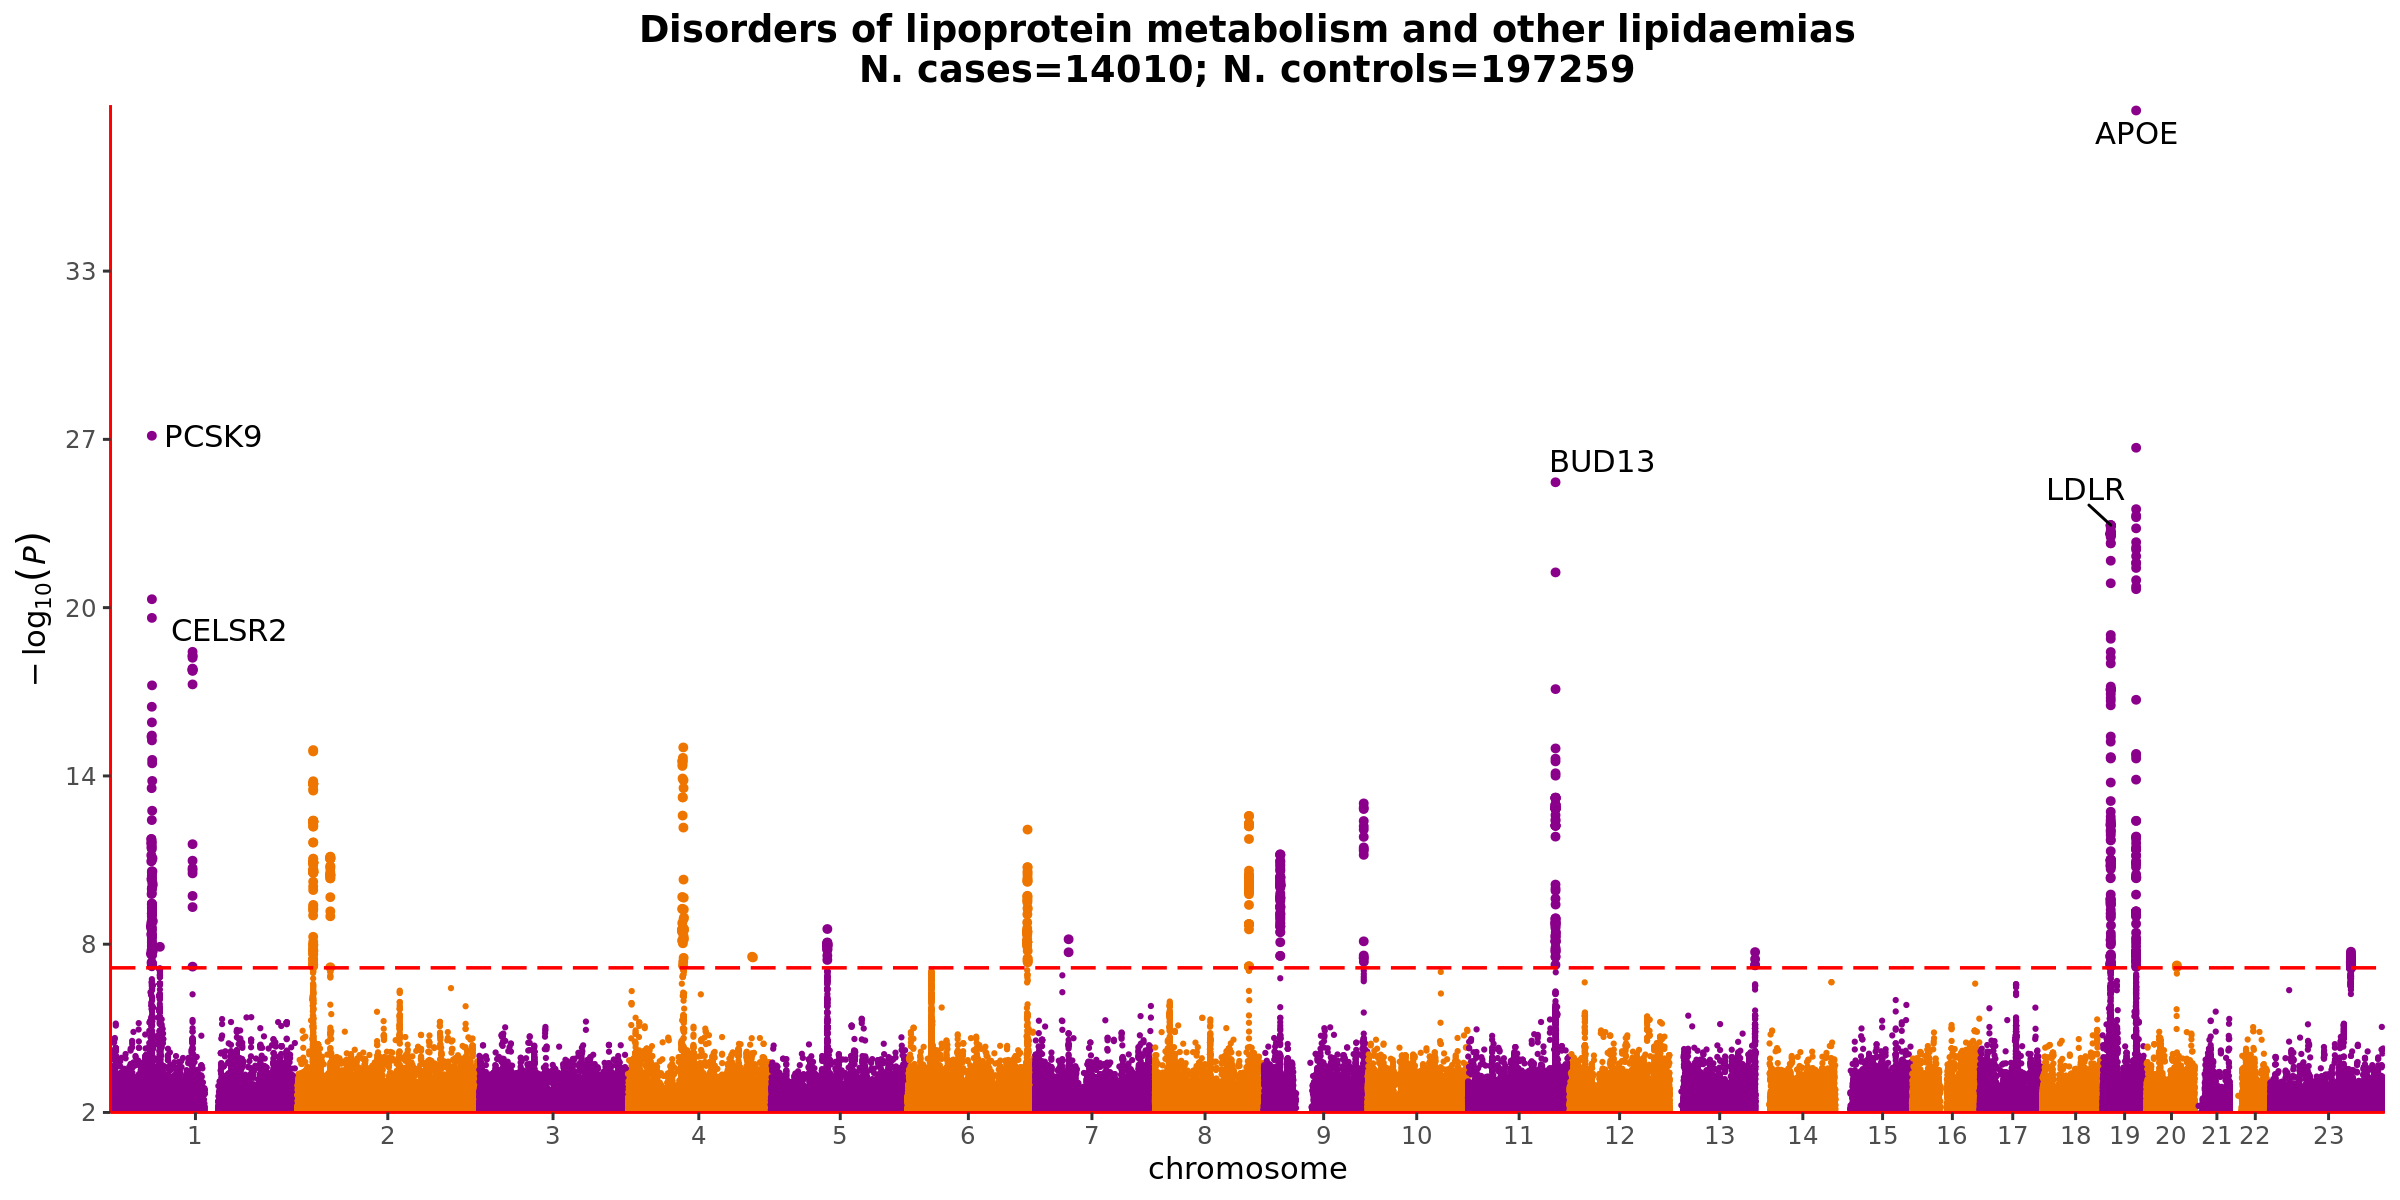 Disorders of lipoprotein metabolism and other lipidaemias
N. cases=14010; N. controls=197259
APOE
33
PCSK9
27
BUD13
LDLR
20
CELSR2
−log10(P)
14
8
2
1 2 3 4 5 6 7 8 9 10 11 12 13 14 15 16 17 18 19 20 21 22 23
chromosome